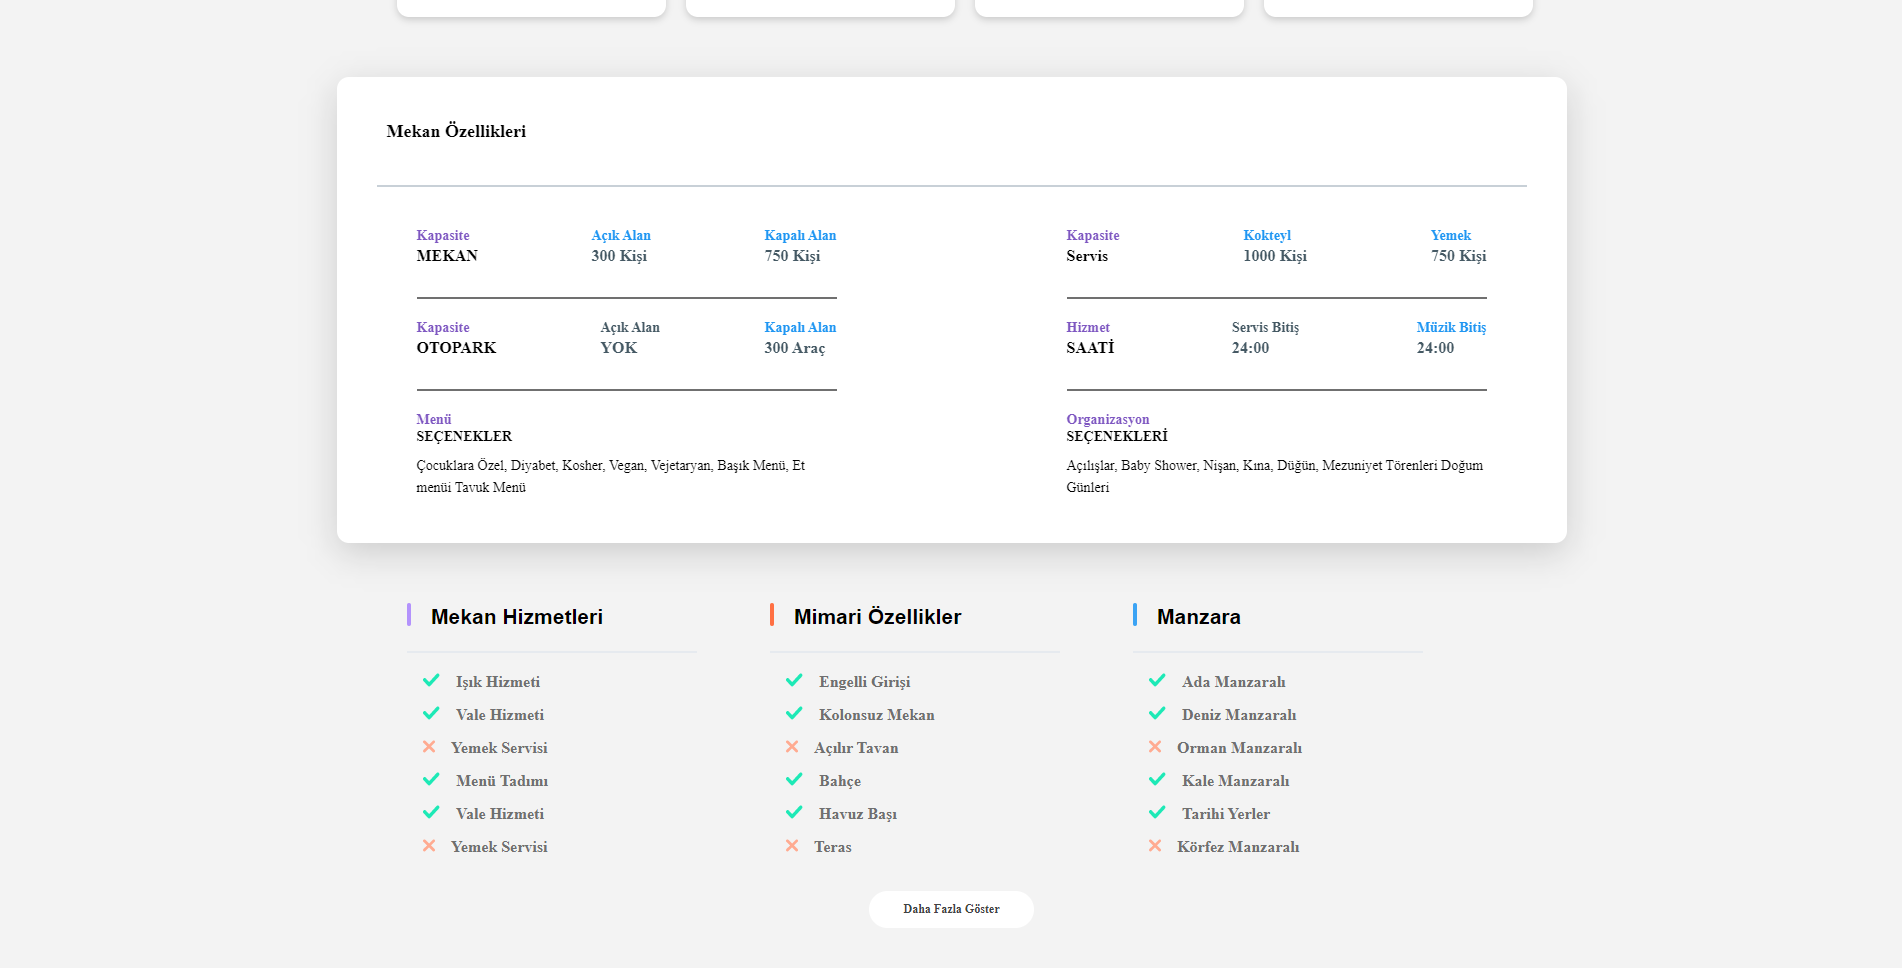 Mekan Özellikleri
Kapasite Açık Alan Kapalı Alan
MEKAN 300 Kişi 750 Kişi
Kapasite Kokteyl Yemek
Servis 1000 Kişi 750 Kişi
Kapasite Açık Alan Kapalı Alan
OTOPARK YOK 300 Araç
Hizmet Servis Bitiş Müzik Bitiş
SAATİ 24:00 24:00
Menü
SEÇENEKLER
Çocuklara Özel, Diyabet, Kosher, Vegan, Vejetaryan, Başık Menü, Et
menüi Tavuk Menü
Organizasyon
SEÇENEKLERİ
Açılışlar, Baby Shower, Nişan, Kına, Düğün, Mezuniyet Törenleri Doğum
Günleri
Mekan Hizmetleri
Işık Hizmeti
Vale Hizmeti
Yemek Servisi
Menü Tadımı
Vale Hizmeti
Yemek Servisi
Mimari Özellikler
Engelli Girişi
Kolonsuz Mekan
Açılır Tavan
Bahçe
Havuz Başı
Teras
Manzara
Ada Manzaralı
Deniz Manzaralı
Orman Manzaralı
Kale Manzaralı
Tarihi Yerler
Körfez Manzaralı
Daha Fazla Göster